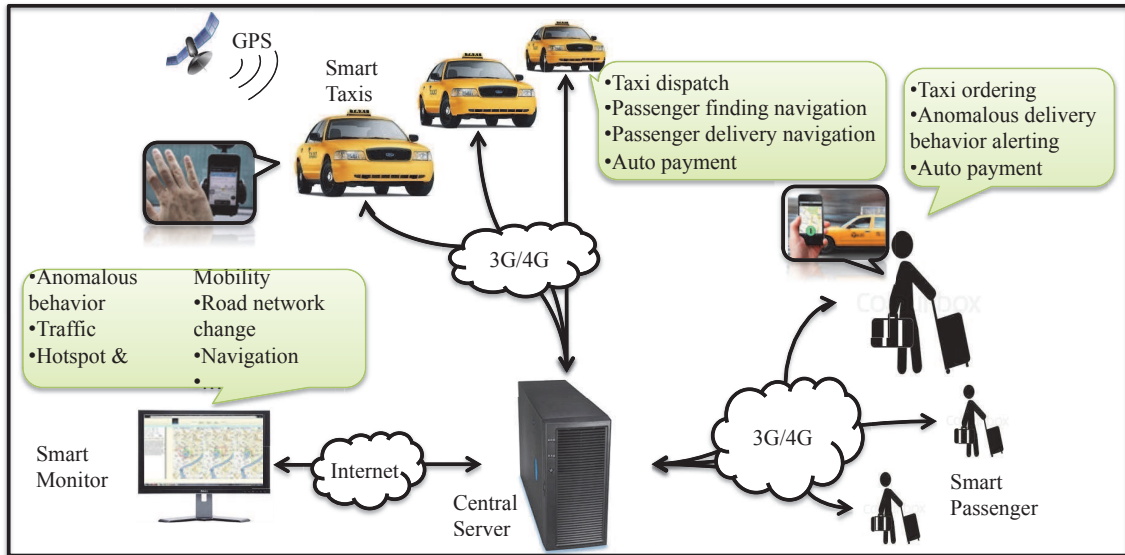 GPS
Smart
Taxis
•Taxi dispatch
•Passenger finding navigation
•Passenger delivery navigation
•Auto payment
•Taxi ordering
•Anomalous delivery
behavior alerting
•Auto payment
3G/4G
•Anomalous
behavior
•Traffic
•Hotspot &
Mobility
•Road network
change
•Navigation
•…
Smart
Monitor
Internet
Central
Server
3G/4G
Smart
Passenger